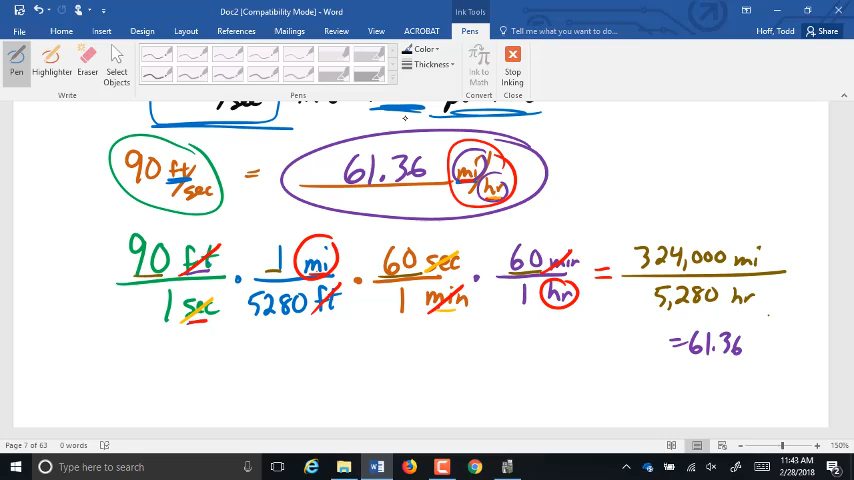 Doc2 [Compatibility Mode] - Word
Ink Tools
File Home Insert Design Layout References Mailings Review View ACROBAT Pens Tell me what you want to do... Hoff, Todd Share
Pen Highlighter Eraser Select Objects
Color
Thickness
Ink to Math
Stop Inking
Write Pens Convert Close
/sec
90 ft/sec = 61.36 mi/hr
90 ft / 1 sec · 1 mi / 5280 ft · 60 sec / 1 min · 60 min / 1 hr = 324,000 mi / 5,280 hr
=61.36
Page 7 of 63 0 words 150%
Type here to search
11:43 AM
2/28/2018
2